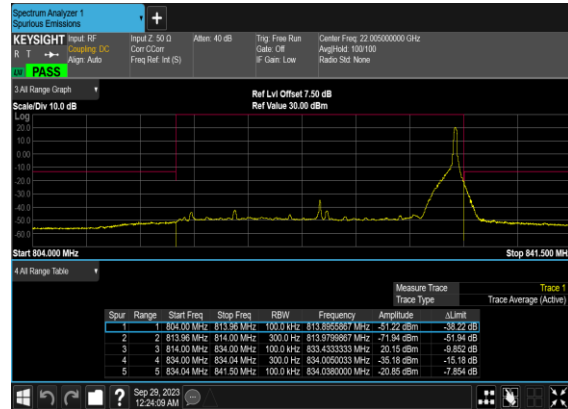 Spectrum Analyzer 1
Spurious Emissions
+
KEYSIGHT Input: RF Input Z: 50 Ω Atten: 40 dB Trig: Free Run Center Freq: 22.005000000 GHz
R T Coupling: DC Corr CCorr Gate: Off Avg|Hold: 100/100
Align: Auto Freq Ref: Int (S) IF Gain: Low Radio Std: None
LW PASS
3 All Range Graph
Ref Lvl Offset 7.50 dB
Scale/Div 10.0 dB Ref Value 30.00 dBm
Log
20.0
10.0
0.00
-10.0
-20.0
-30.0
-40.0
-50.0
-60.0
Start 804.000 MHz Stop 841.500 MH
4 All Range Table
Measure Trace Trace 1
Trace Type Trace Average (Active)
Spur Range Start Freq Stop Freq RBW Frequency Amplitude ΔLimit
1 1 804.00 MHz 813.96 MHz 100.0 kHz 813.8955867 MHz -51.22 dBm -38.22 dB
2 2 813.96 MHz 814.00 MHz 300.0 Hz 813.9799867 MHz -71.94 dBm -51.94 dB
3 3 814.00 MHz 834.00 MHz 100.0 kHz 833.4333333 MHz 20.15 dBm -9.852 dB
4 4 834.00 MHz 834.04 MHz 300.0 Hz 834.0050033 MHz -35.18 dBm -15.18 dB
5 5 834.04 MHz 841.50 MHz 100.0 kHz 834.0380000 MHz -20.85 dBm -7.854 dB
? Sep 29, 2023
12:24:09 AM